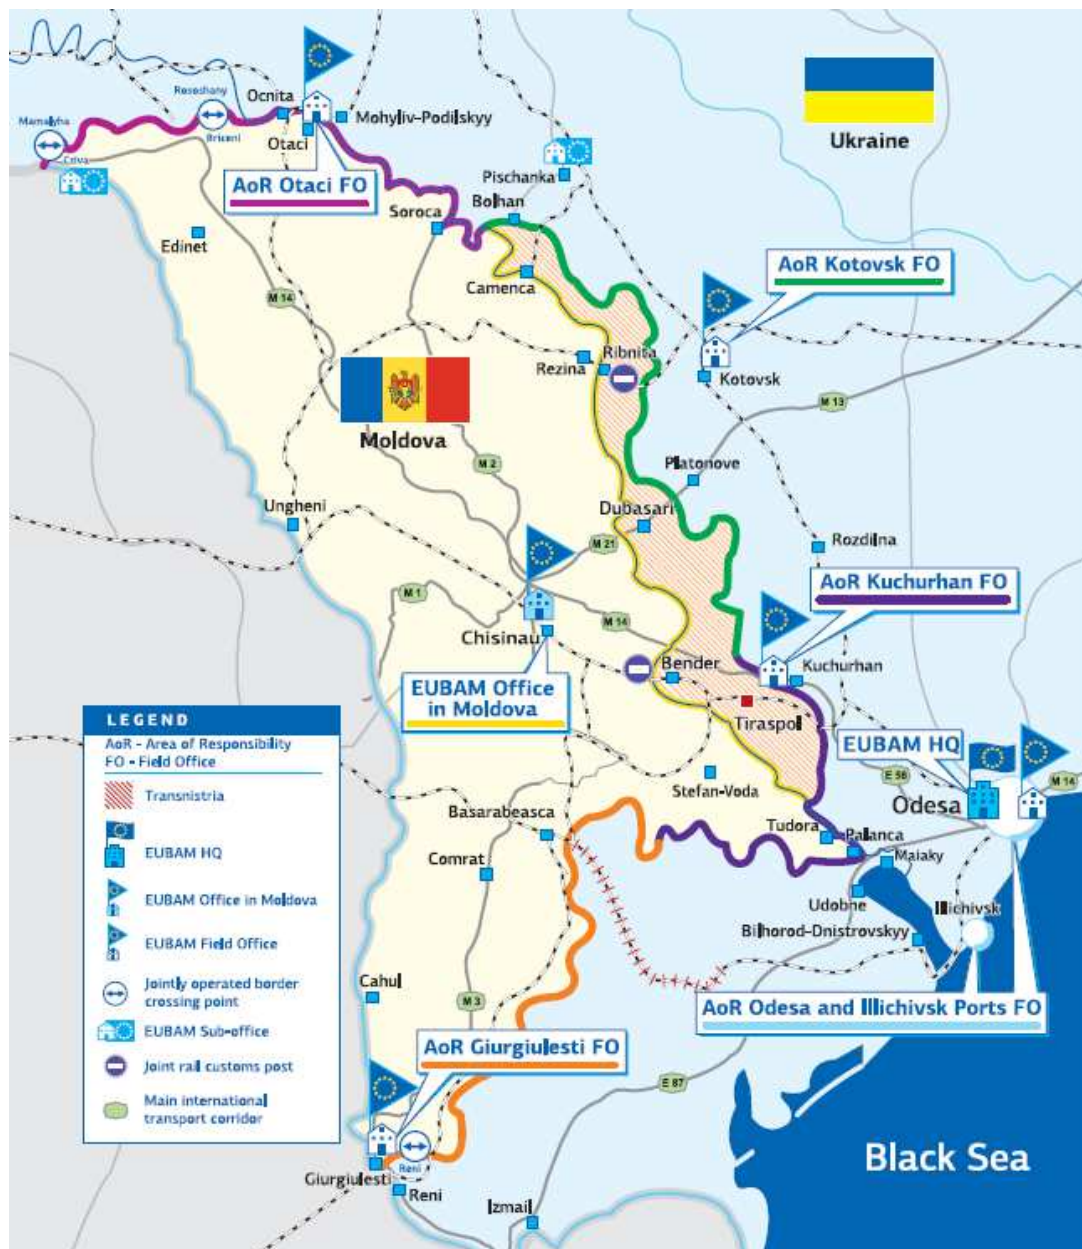 Rososhany
Ocnita
Mamalyha
Mohyliv-Podilskyy
Briceni
Otaci
Criva
Ukraine
Pischanka
AoR Otaci FO
Bolhan
Soroca
Edinet
AoR Kotovsk FO
Camenca
M 14
Ribnita
Rezina
Kotovsk
M 13
Moldova
M 2
Platonove
Ungheni
Dubasari
Rozdilna
M 21
AoR Kuchurhan FO
M 1
M 14
Chisinau
Bender
Kuchurhan
EUBAM Office
in Moldova
Tiraspol
EUBAM HQ
E 58
M 14
Stefan-Voda
Odesa
Basarabeasca
Tudora
Palanca
Maiaky
Comrat
Udobne
Illichivsk
Bilhorod-Dnistrovskyy
Cahul
M 3
AoR Odesa and Illichivsk Ports FO
AoR Giurgiulesti FO
E 87
Black Sea
Reni
Giurgiulesti
Reni
Izmail
LEGEND
AoR - Area of Responsibility
FO - Field Office
Transnistria
EUBAM HQ
EUBAM Office in Moldova
EUBAM Field Office
Jointly operated border
crossing point
EUBAM Sub-office
Joint rail customs post
Main international
transport corridor